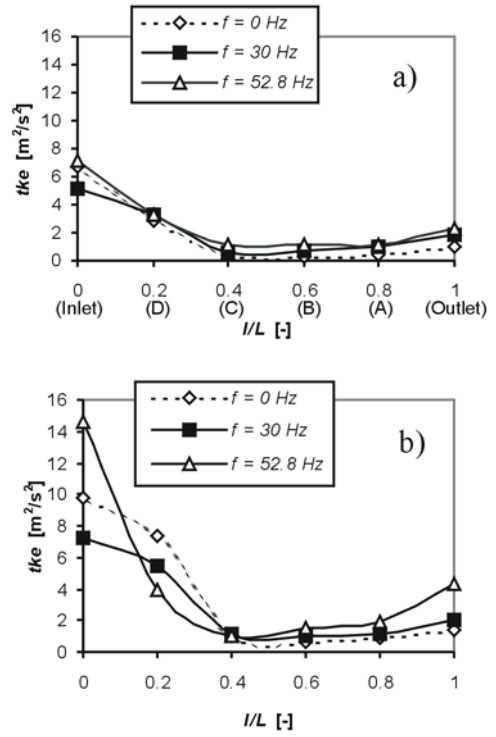 f = 0 Hz
f = 30 Hz
f = 52.8 Hz
a)
tke [m²/s²]
16
14
12
10
8
6
4
2
0
0 0.2 0.4 0.6 0.8 1
(Inlet) (D) (C) (B) (A) (Outlet)
l/L [-]
f = 0 Hz
f = 30 Hz
f = 52.8 Hz
b)
tke [m²/s²]
16
14
12
10
8
6
4
2
0
0 0.2 0.4 0.6 0.8 1
l/L [-]